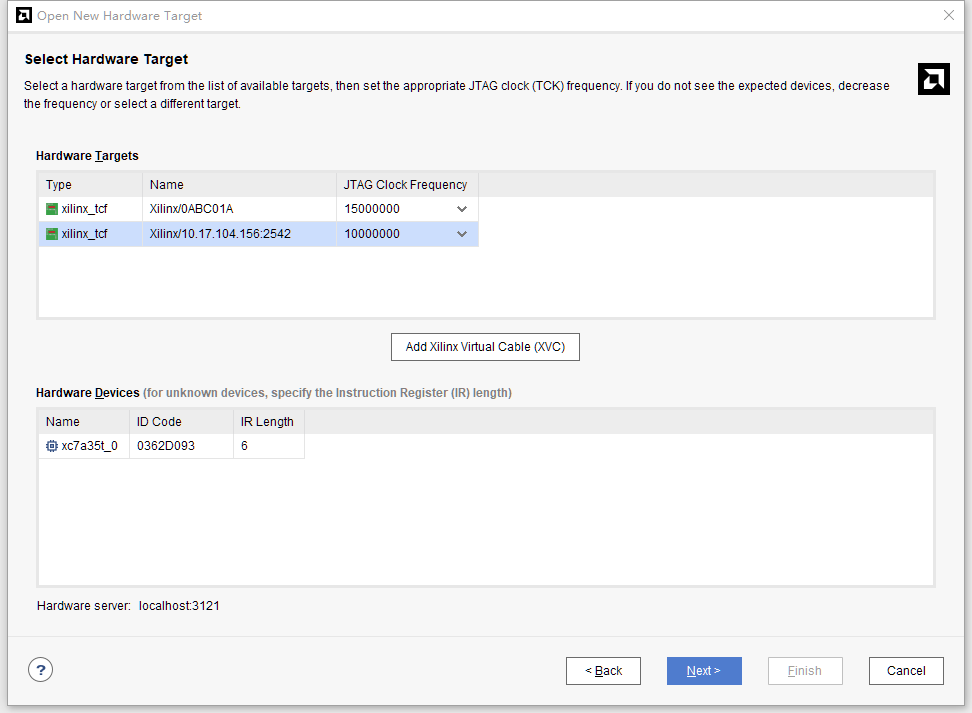 Open New Hardware Target
Select Hardware Target
Select a hardware target from the list of available targets, then set the appropriate JTAG clock (TCK) frequency. If you do not see the expected devices, decrease
the frequency or select a different target.
Hardware Targets
Type Name JTAG Clock Frequency
xilinx_tcf Xilinx/0ABC01A 15000000
xilinx_tcf Xilinx/10.17.104.156:2542 10000000
Add Xilinx Virtual Cable (XVC)
Hardware Devices (for unknown devices, specify the Instruction Register (IR) length)
Name ID Code IR Length
xc7a35t_0 0362D093 6
Hardware server: localhost:3121
? < Back Next > Finish Cancel